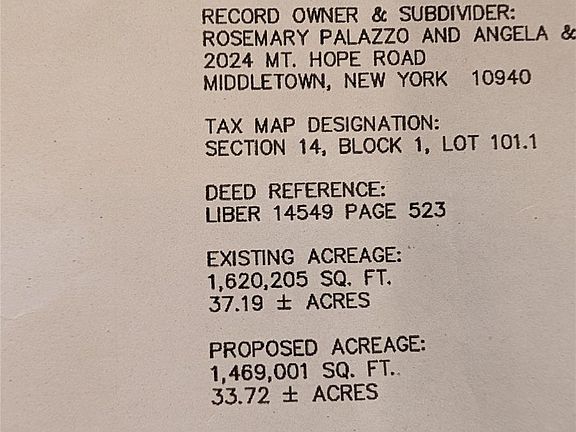 RECORD OWNER & SUBDIVIDER:
ROSEMARY PALAZZO AND ANGELA &
2024 MT. HOPE ROAD
MIDDLETOWN, NEW YORK 10940
TAX MAP DESIGNATION:
SECTION 14, BLOCK 1, LOT 101.1
DEED REFERENCE:
LIBER 14549 PAGE 523
EXISTING ACREAGE:
1,620,205 SQ. FT.
37.19 ± ACRES
PROPOSED ACREAGE:
1,469,001 SQ. FT.
33.72 ± ACRES